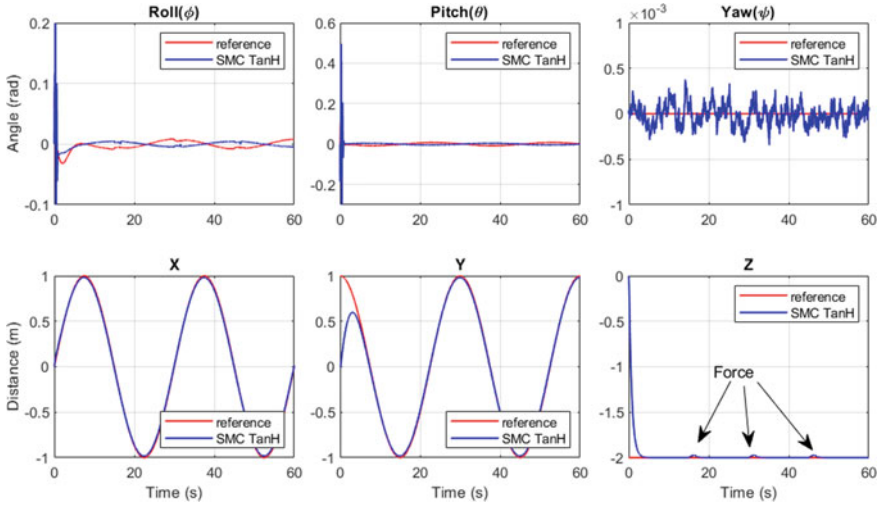 Roll(ϕ)
Angle (rad)
0.2
0.1
0
-0.1
0
20
40
60
reference
SMC TanH
Pitch(θ)
0.6
0.4
0.2
0
-0.2
0
20
40
60
reference
SMC TanH
Yaw(ψ)
×10⁻³
1
0.5
0
-0.5
-1
0
20
40
60
reference
SMC TanH
X
Distance (m)
1
0.5
0
-0.5
-1
0
20
40
60
Time (s)
reference
SMC TanH
Y
1
0.5
0
-0.5
-1
0
20
40
60
Time (s)
reference
SMC TanH
Z
0
-0.5
-1
-1.5
-2
0
20
40
60
Time (s)
reference
SMC TanH
Force